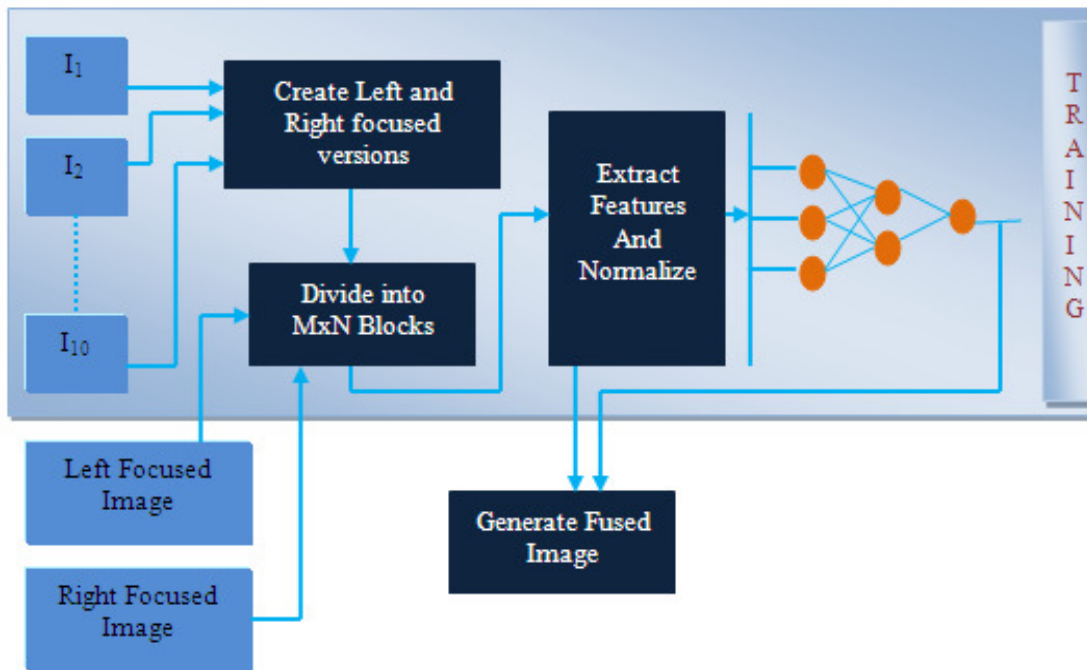 I1
I2
I10
Create Left and
Right focused
versions
Divide into
MxN Blocks
Extract
Features
And
Normalize
TRAINING
Left Focused
Image
Right Focused
Image
Generate Fused
Image